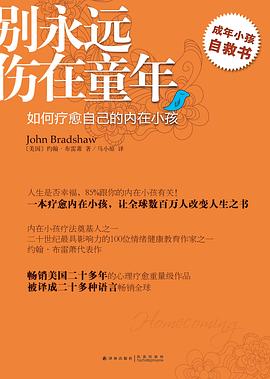 别永远
伤在童年
成年小孩
自救书
如何疗愈自己的内在小孩
John Bradshaw
〔美国〕约翰·布雷萧 著／马小原 译
人生是否幸福，85%跟你的内在小孩有关！
一本疗愈内在小孩，让全球数百万人改变人生之书
内在小孩疗法奠基人之一
二十世纪最具影响力的100位情绪健康教育作家之一
约翰·布雷萧代表作
畅销美国二十多年的心理疗愈重量级作品
被译成二十多种语言畅销全球
Homecoming
译林出版社